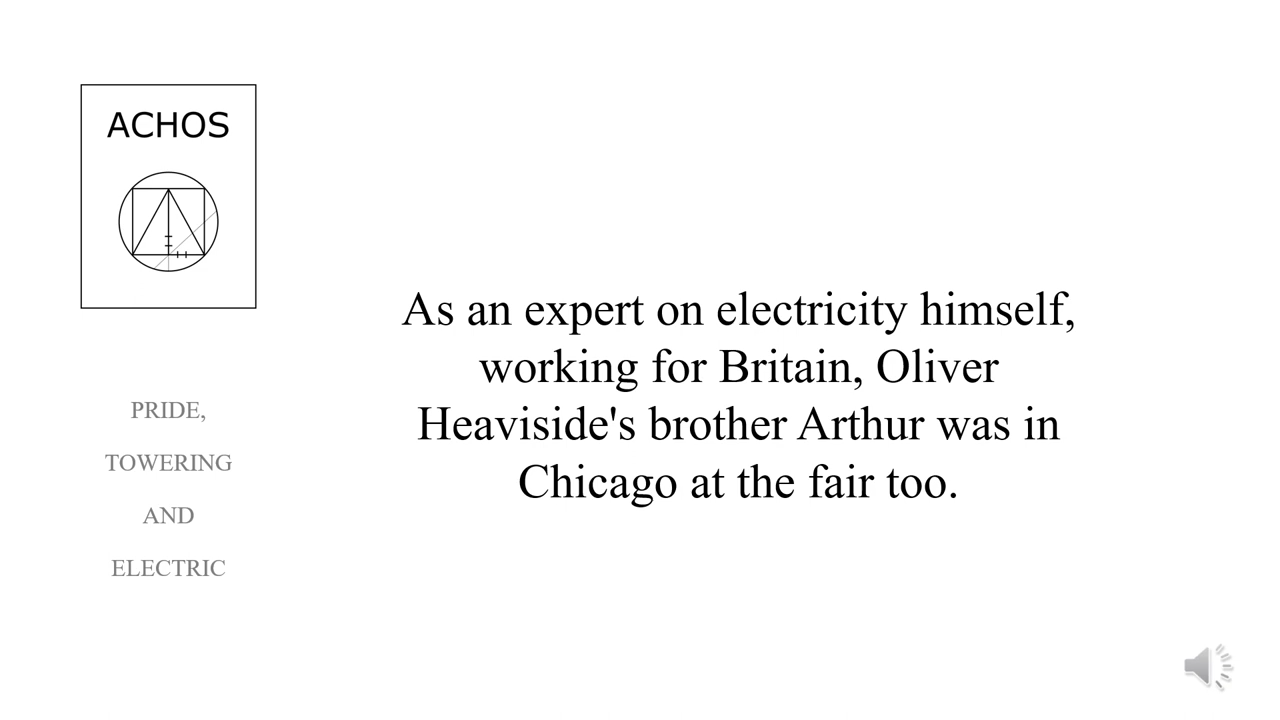 ACHOS
PRIDE,
TOWERING
AND
ELECTRIC
As an expert on electricity himself,
working for Britain, Oliver
Heaviside's brother Arthur was in
Chicago at the fair too.